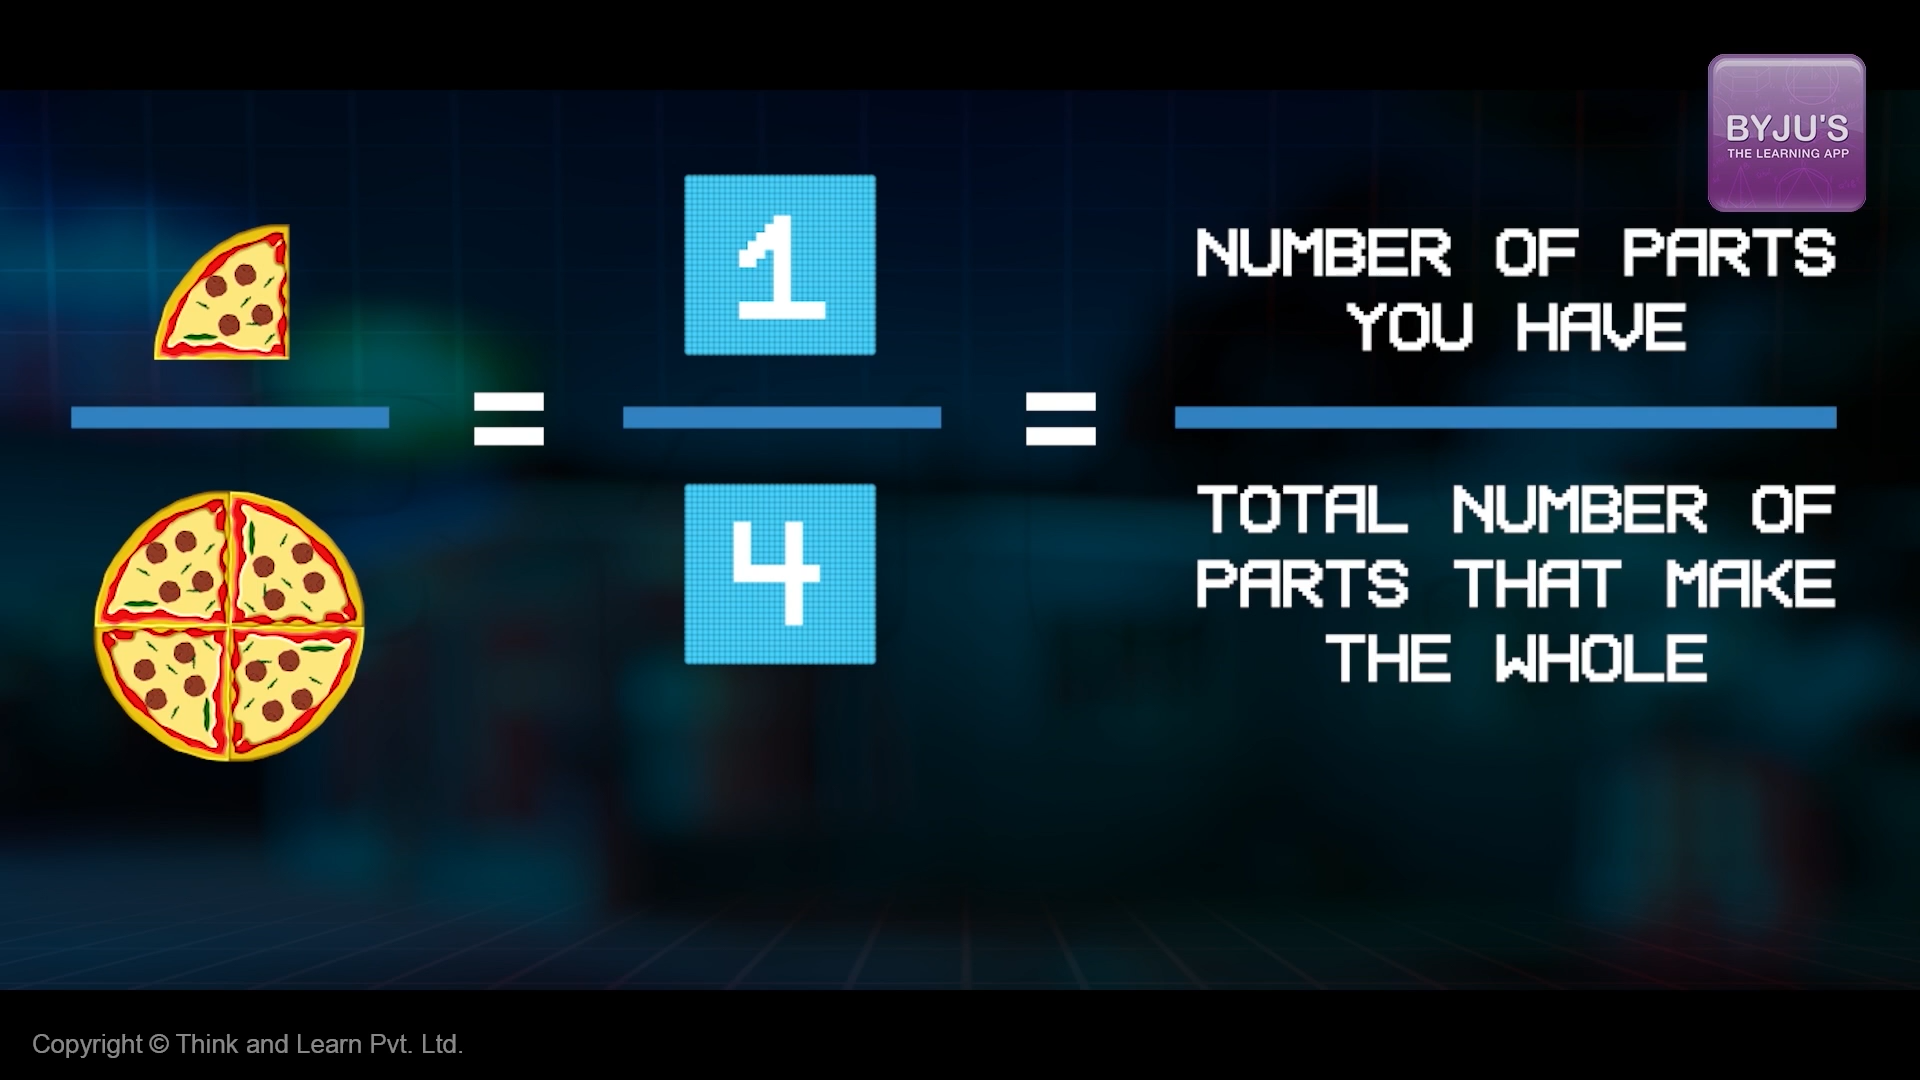 BYJU'S
THE LEARNING APP
1
4
=
=
NUMBER OF PARTS
YOU HAVE
TOTAL NUMBER OF
PARTS THAT MAKE
THE WHOLE
Copyright © Think and Learn Pvt. Ltd.